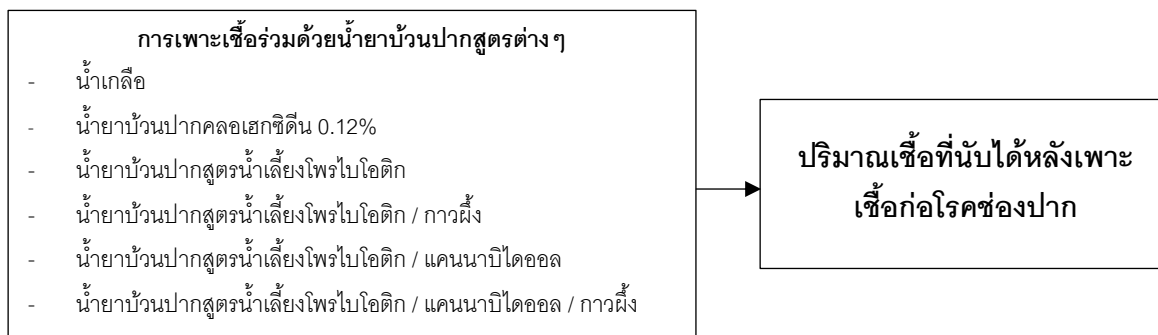 การเพาะเชื้อร่วมด้วยน้ำยาบ้วนปากสูตรต่างๆ
- น้ำเกลือ
- น้ำยาบ้วนปากคลอเฮกซิดีน 0.12%
- น้ำยาบ้วนปากสูตรน้ำเลี้ยงโพรไบโอติก
- น้ำยาบ้วนปากสูตรน้ำเลี้ยงโพรไบโอติก / กาวผึ้ง
- น้ำยาบ้วนปากสูตรน้ำเลี้ยงโพรไบโอติก / แคนนาบิไดออล
- น้ำยาบ้วนปากสูตรน้ำเลี้ยงโพรไบโอติก / แคนนาบิไดออล / กาวผึ้ง
ปริมาณเชื้อที่นับได้หลังเพาะ
เชื้อก่อโรคช่องปาก